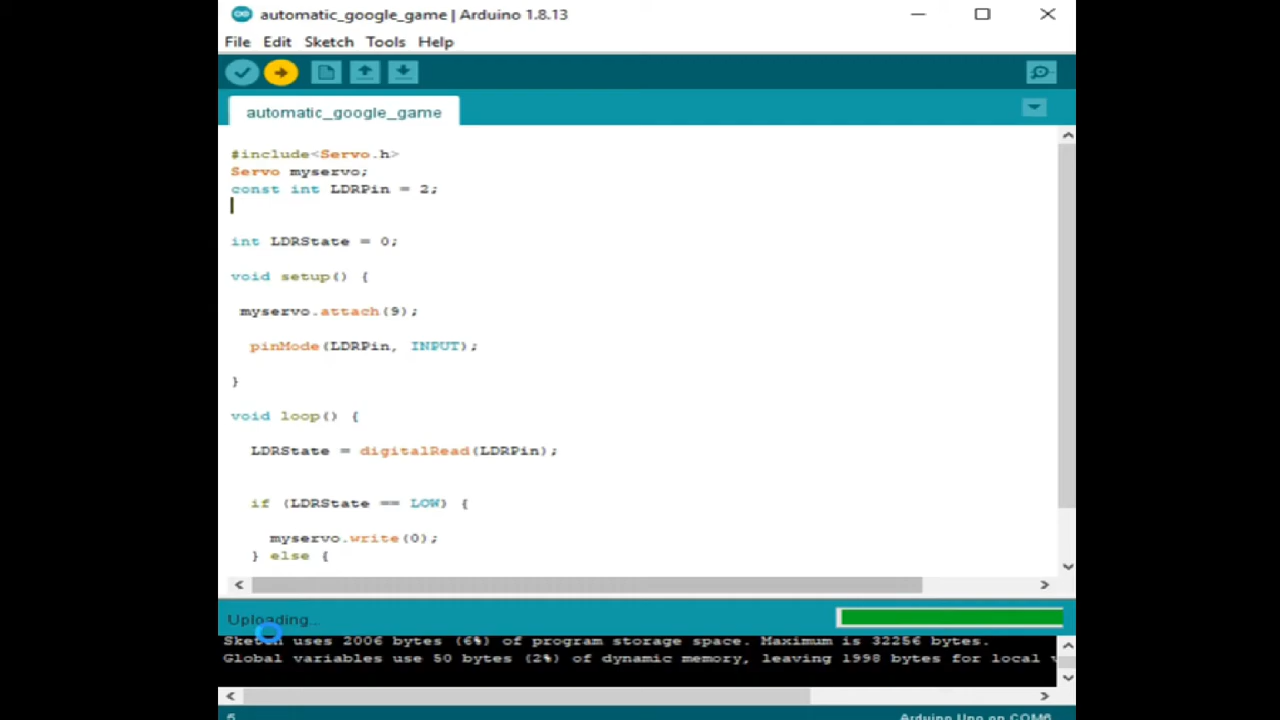 automatic_google_game | Arduino 1.8.13
File Edit Sketch Tools Help
automatic_google_game
#include<Servo.h>
Servo myservo;
const int LDRPin = 2;
int LDRState = 0;
void setup() {
myservo.attach(9);
pinMode(LDRPin, INPUT);
}
void loop() {
LDRState = digitalRead(LDRPin);
if (LDRState == LOW) {
myservo.write(0);
} else {
Uploading...
Sketch uses 2006 bytes (6%) of program storage space. Maximum is 32256 bytes.
Global variables use 50 bytes (2%) of dynamic memory, leaving 1998 bytes for local
5 Arduino Uno on COM6